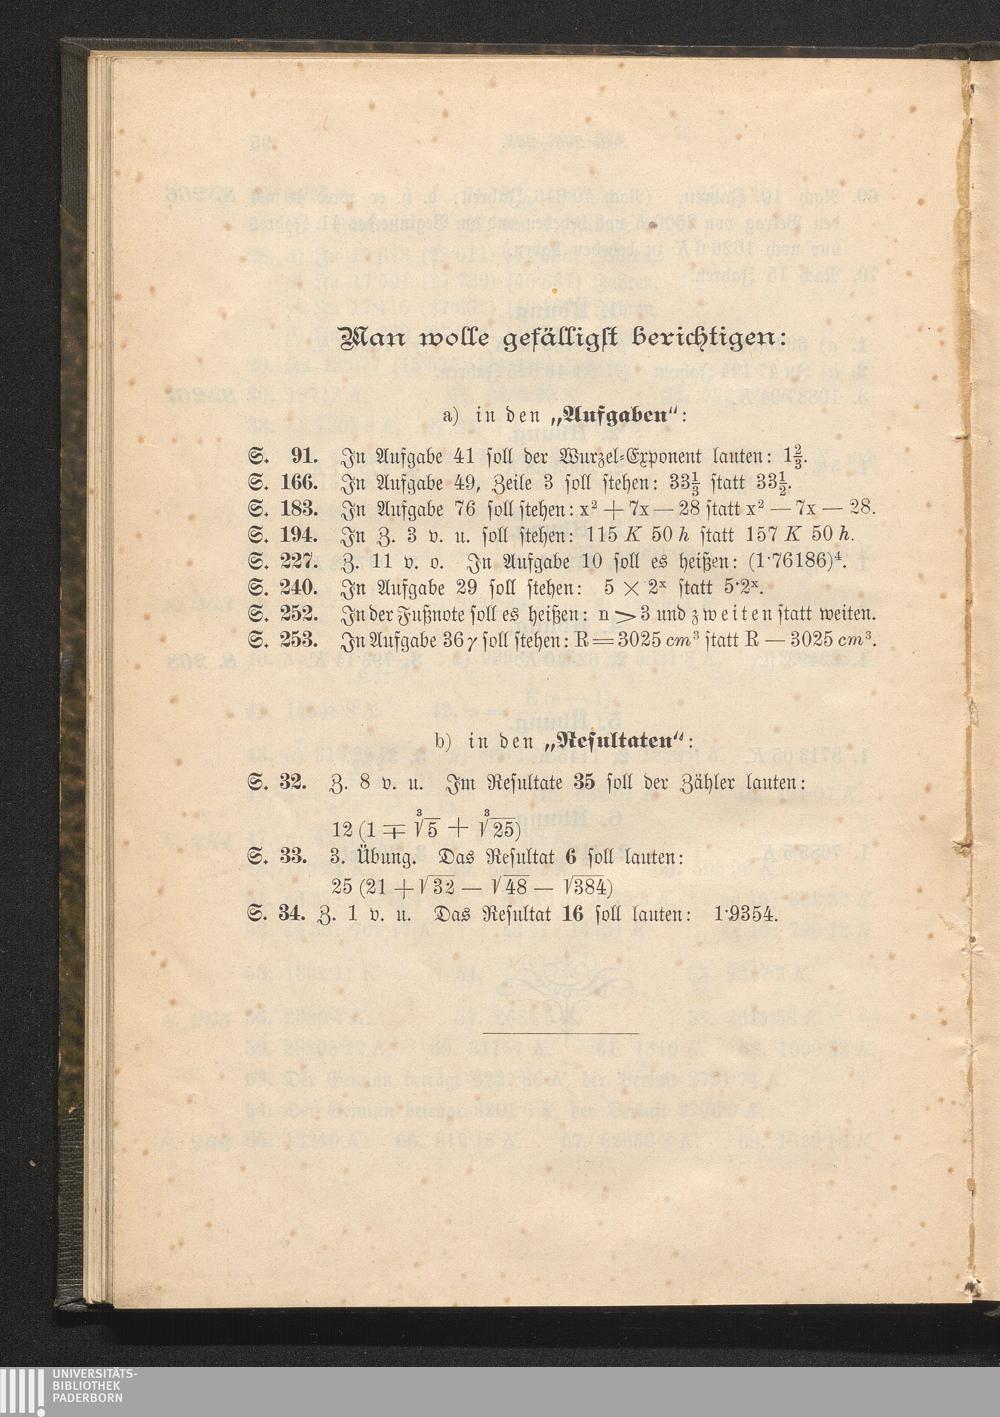 Man wolle gefälligst berichtigen:
a) in den „Aufgaben":
S. 91. In Aufgabe 41 soll der Wurzel-Exponent lauten: 1⅔.
S. 166. In Aufgabe 49, Zeile 3 soll stehen: 33⅓ statt 33½.
S. 183. In Aufgabe 76 soll stehen: x² + 7x — 28 statt x² — 7x — 28.
S. 194. In Z. 3 v. u. soll stehen: 115 K 50 h statt 157 K 50 h.
S. 227. Z. 11 v. o. In Aufgabe 10 soll es heißen: (1·76186)⁴.
S. 240. In Aufgabe 29 soll stehen: 5 × 2ˣ statt 5·2ˣ.
S. 252. In der Fußnote soll es heißen: n > 3 und zweiten statt weiten.
S. 253. In Aufgabe 36 γ soll stehen: R = 3025 cm³ statt R — 3025 cm³.
b) in den „Resultaten":
S. 32. Z. 8 v. u. Im Resultate 35 soll der Zähler lauten:
12 (1 ∓ ∛5 + ∛25)
S. 33. 3. Übung. Das Resultat 6 soll lauten:
25 (21 + √32 — √48 — √384)
S. 34. Z. 1 v. u. Das Resultat 16 soll lauten: 1·9354.
UNIVERSITÄTS-
BIBLIOTHEK
PADERBORN